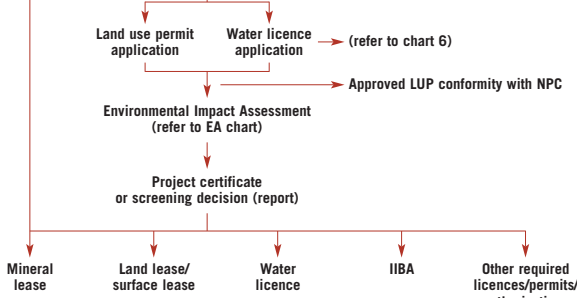 Land use permit
application
Water licence
application
(refer to chart 6)
Approved LUP conformity with NPC
Environmental Impact Assessment
(refer to EA chart)
Project certificate
or screening decision (report)
Mineral
lease
Land lease/
surface lease
Water
licence
IIBA
Other required
licences/permits/